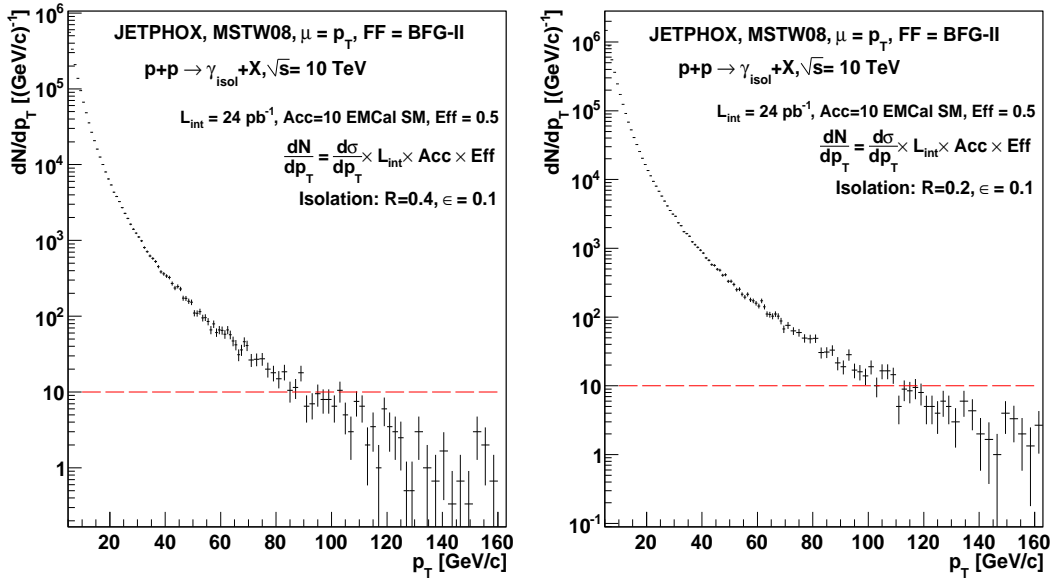 JETPHOX, MSTW08, μ = p_T, FF = BFG-II
p+p → γ_isol+X, √s= 10 TeV
L_int = 24 pb^-1, Acc=10 EMCal SM, Eff = 0.5
dN/dp_T = dσ/dp_T × L_int × Acc × Eff
Isolation: R=0.4, ε = 0.1
dN/dp_T [(GeV/c)^-1]
10^6
10^5
10^4
10^3
10^2
10
1
20 40 60 80 100 120 140 160
p_T [GeV/c]
JETPHOX, MSTW08, μ = p_T, FF = BFG-II
p+p → γ_isol+X, √s= 10 TeV
L_int = 24 pb^-1, Acc=10 EMCal SM, Eff = 0.5
dN/dp_T = dσ/dp_T × L_int × Acc × Eff
Isolation: R=0.2, ε = 0.1
dN/dp_T [(GeV/c)^-1]
10^6
10^5
10^4
10^3
10^2
10
1
10^-1
20 40 60 80 100 120 140 160
p_T [GeV/c]